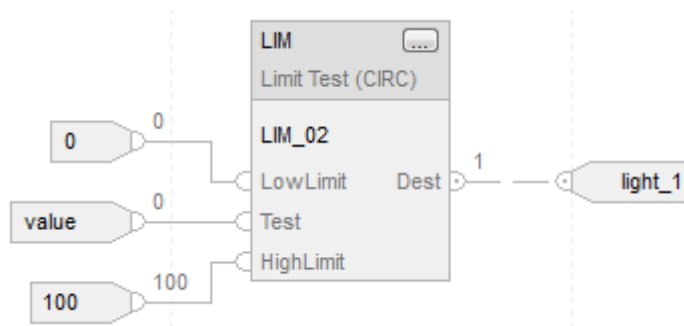 LIM ...
Limit Test (CIRC)
LIM_02
0 0
LowLimit Dest 1 light_1
value 0 Test
HighLimit
100 100